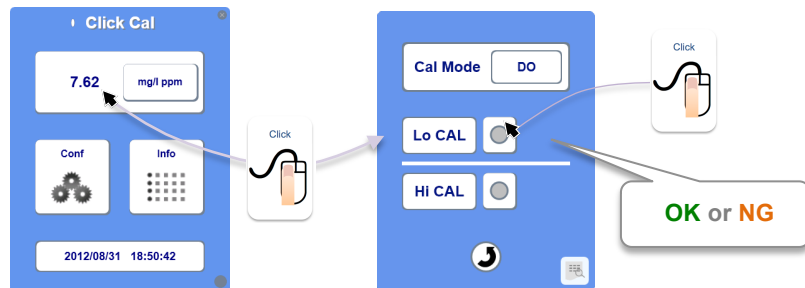 Click Cal
7.62 mg/l ppm
Conf Info
2012/08/31 18:50:42
Click
Cal Mode DO
Lo CAL
Hi CAL
Click
OK or NG